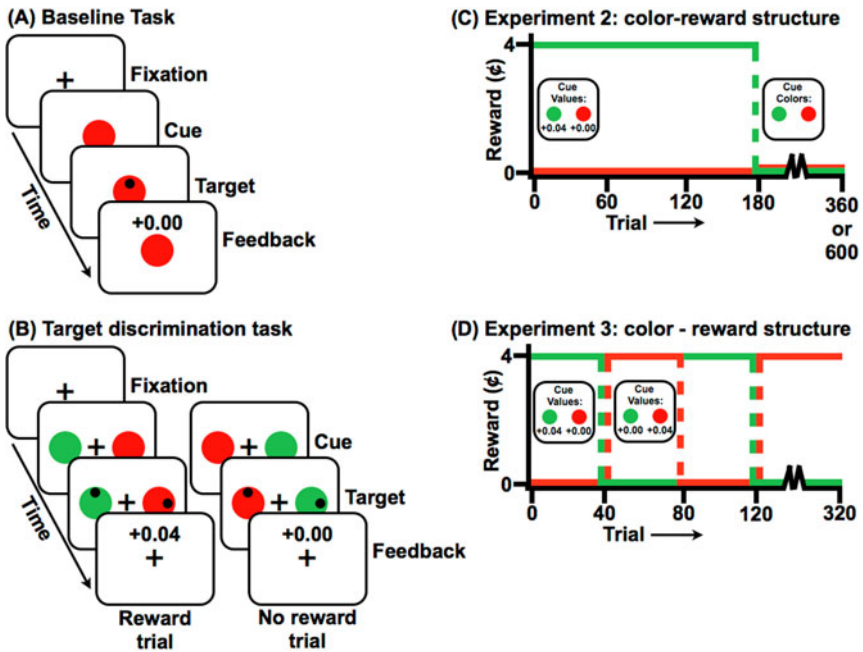 (A) Baseline Task
+
Fixation
Cue
Target
+0.00
Feedback
Time
(B) Target discrimination task
+
Fixation
+
+
Cue
+
+
Target
+0.04
+
+0.00
+
Feedback
Time
Reward
trial
No reward
trial
(C) Experiment 2: color-reward structure
Reward (¢)
4
0
Cue
Values:
+0.04 +0.00
Cue
Colors:
0 60 120 180 360
or
600
Trial
(D) Experiment 3: color - reward structure
Reward (¢)
4
0
Cue
Values:
+0.04 +0.00
Cue
Values:
+0.00 +0.04
0 40 80 120 320
Trial